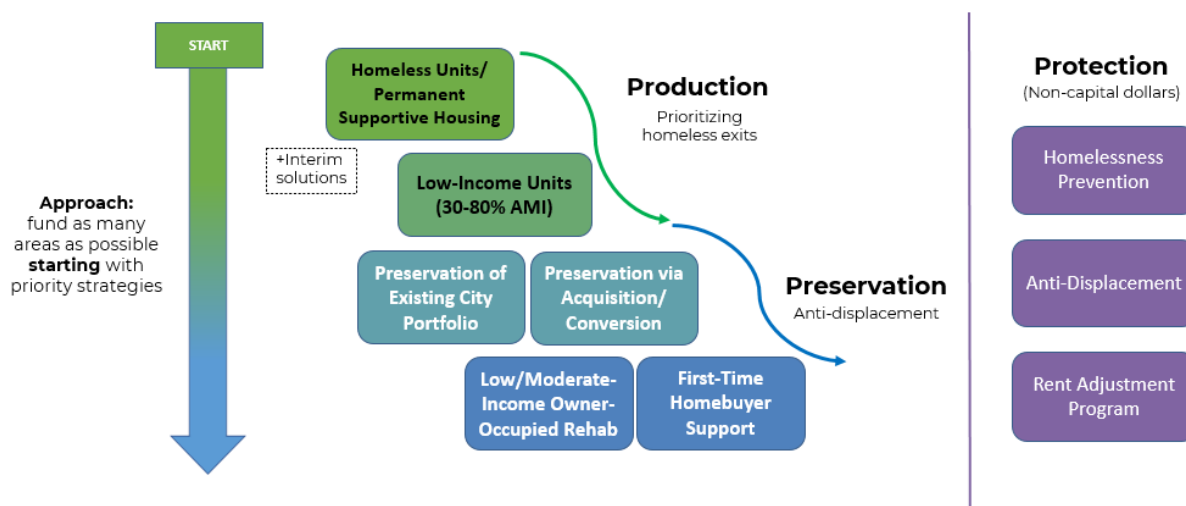 START
Approach:
fund as many
areas as possible
starting with
priority strategies
Homeless Units/
Permanent
Supportive Housing
+Interim
solutions
Low-Income Units
(30-80% AMI)
Production
Prioritizing
homeless exits
Preservation of
Existing City
Portfolio
Preservation via
Acquisition/
Conversion
Preservation
Anti-displacement
Low/Moderate-
Income Owner-
Occupied Rehab
First-Time
Homebuyer
Support
Protection
(Non-capital dollars)
Homelessness
Prevention
Anti-Displacement
Rent Adjustment
Program